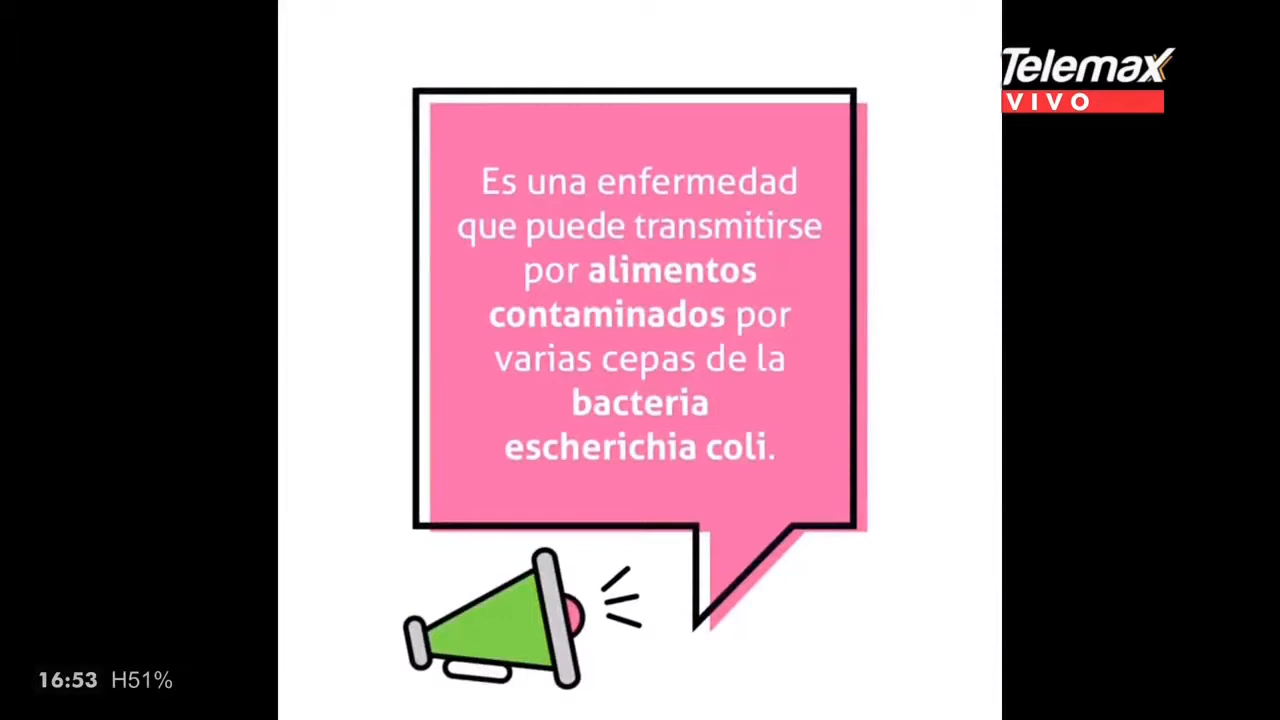 Telemax
VIVO
Es una enfermedad
que puede transmitirse
por alimentos
contaminados por
varias cepas de la
bacteria
escherichia coli.
16:53 H51%